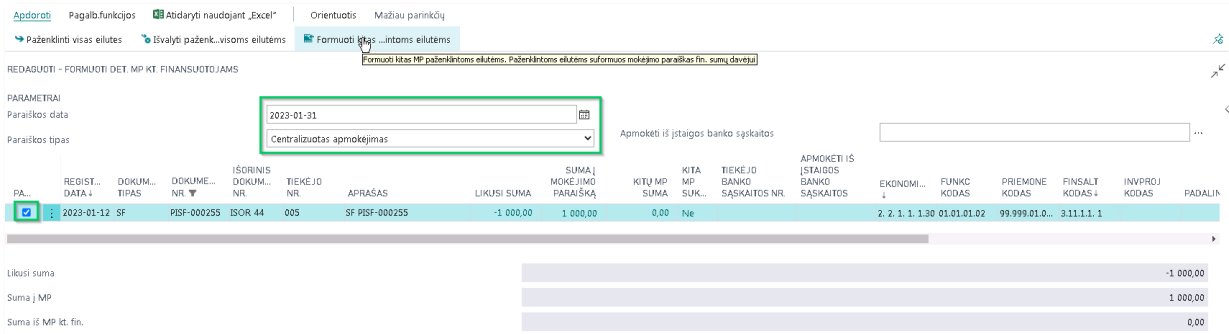 Apdoroti Pagalb.funkcijos Atidaryti naudojant „Excel“ Orientuotis Mažiau parinkčių
Paženklinti visas eilutes Išvalyti paženk...visoms eilutėms Formuoti kitas ...intoms eilutėms
Formuoti kitas MP paženklintoms eilutėms. Paženklintoms eilutėms suformuos mokėjimo paraiškas fin. sumų davėjui
REDAGUOTI - FORMUOTI DET. MP KT. FINANSUOTOJAMS
PARAMETRAI
Paraiškos data 2023-01-31
Paraiškos tipas Centralizuotas apmokėjimas Apmokėti iš įstaigos banko sąskaitos ...
PA... REGIST... DATA↓ DOKUM... TIPAS DOKUME... NR. IŠORINIS DOKUM... NR. TIEKĖJO NR. APRAŠAS LIKUSI SUMA SUMA Į MOKĖJIMO PARAIŠKĄ KITŲ MP SUMA KITA MP SUK... TIEKĖJO BANKO SĄSKAITOS NR. APMOKĖTI IŠ ĮSTAIGOS BANKO SĄSKAITOS EKONOMI... ↓ FUNKC KODAS PRIEMONE KODAS FINSALT KODAS↓ INVPROJ KODAS PADALIN
2023-01-12 SF PISF-000255 ISOR 44 005 SF PISF-000255 -1 000,00 1 000,00 0,00 Ne 2. 2. 1. 1. 1.30 01.01.01.02 99.999.01.0... 3.11.1.1. 1
Likusi suma -1 000,00
Suma į MP 1 000,00
Suma iš MP kt. fin. 0,00